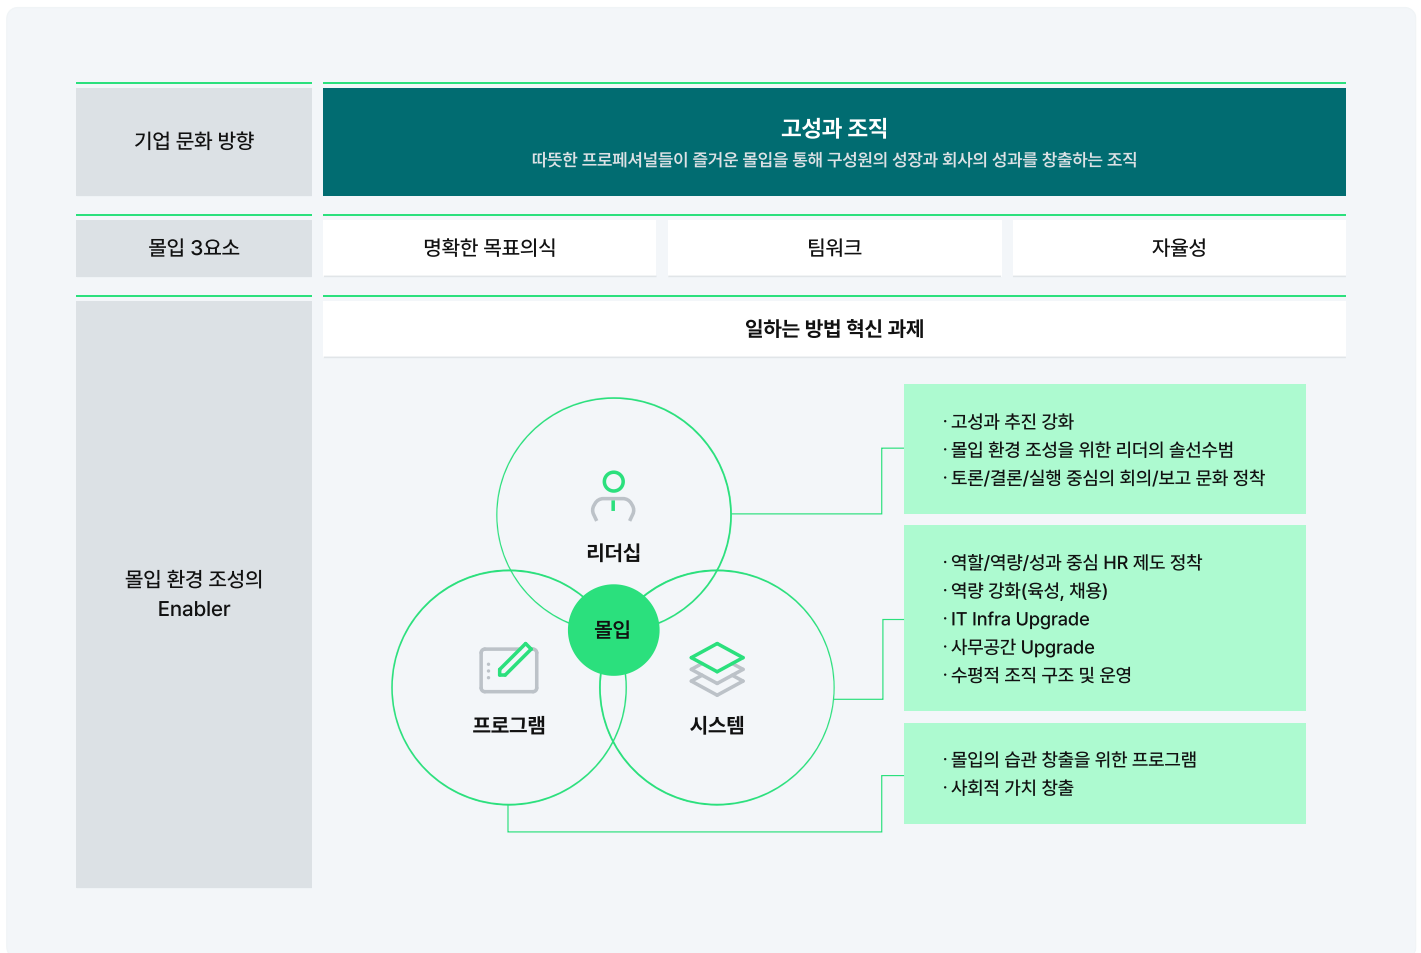 기업 문화 방향
고성과 조직
따뜻한 프로페셔널들이 즐거운 몰입을 통해 구성원의 성장과 회사의 성과를 창출하는 조직
몰입 3요소
명확한 목표의식
팀워크
자율성
몰입 환경 조성의
Enabler
일하는 방법 혁신 과제
리더십
몰입
프로그램
시스템
· 고성과 추진 강화
· 몰입 환경 조성을 위한 리더의 솔선수범
· 토론/결론/실행 중심의 회의/보고 문화 정착
· 역할/역량/성과 중심 HR 제도 정착
· 역량 강화(육성, 채용)
· IT Infra Upgrade
· 사무공간 Upgrade
· 수평적 조직 구조 및 운영
· 몰입의 습관 창출을 위한 프로그램
· 사회적 가치 창출